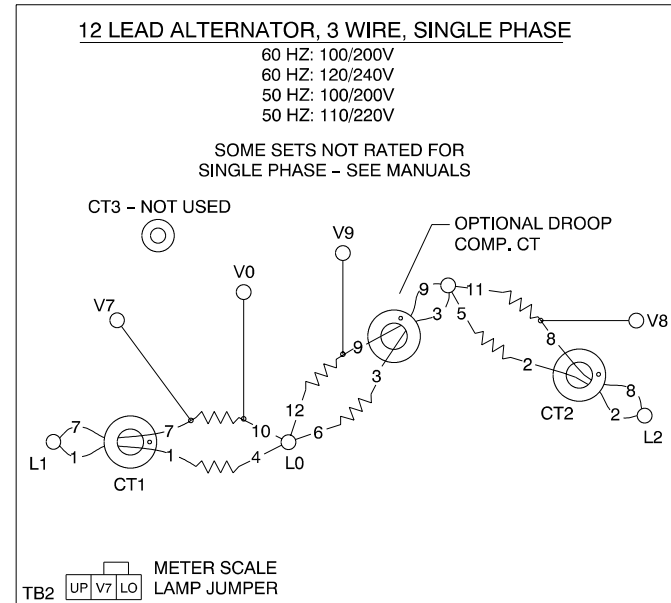 12 LEAD ALTERNATOR, 3 WIRE, SINGLE PHASE
60 HZ: 100/200V
60 HZ: 120/240V
50 HZ: 100/200V
50 HZ: 110/220V
SOME SETS NOT RATED FOR
SINGLE PHASE - SEE MANUALS
CT3 - NOT USED
OPTIONAL DROOP
COMP. CT
V9
V0
V7
V8
9
3
11
5
9
3
8
2
8
2
CT2
L2
12
6
L0
7
1
7
1
10
4
L1
CT1
METER SCALE
LAMP JUMPER
TB2
UP V7 LO